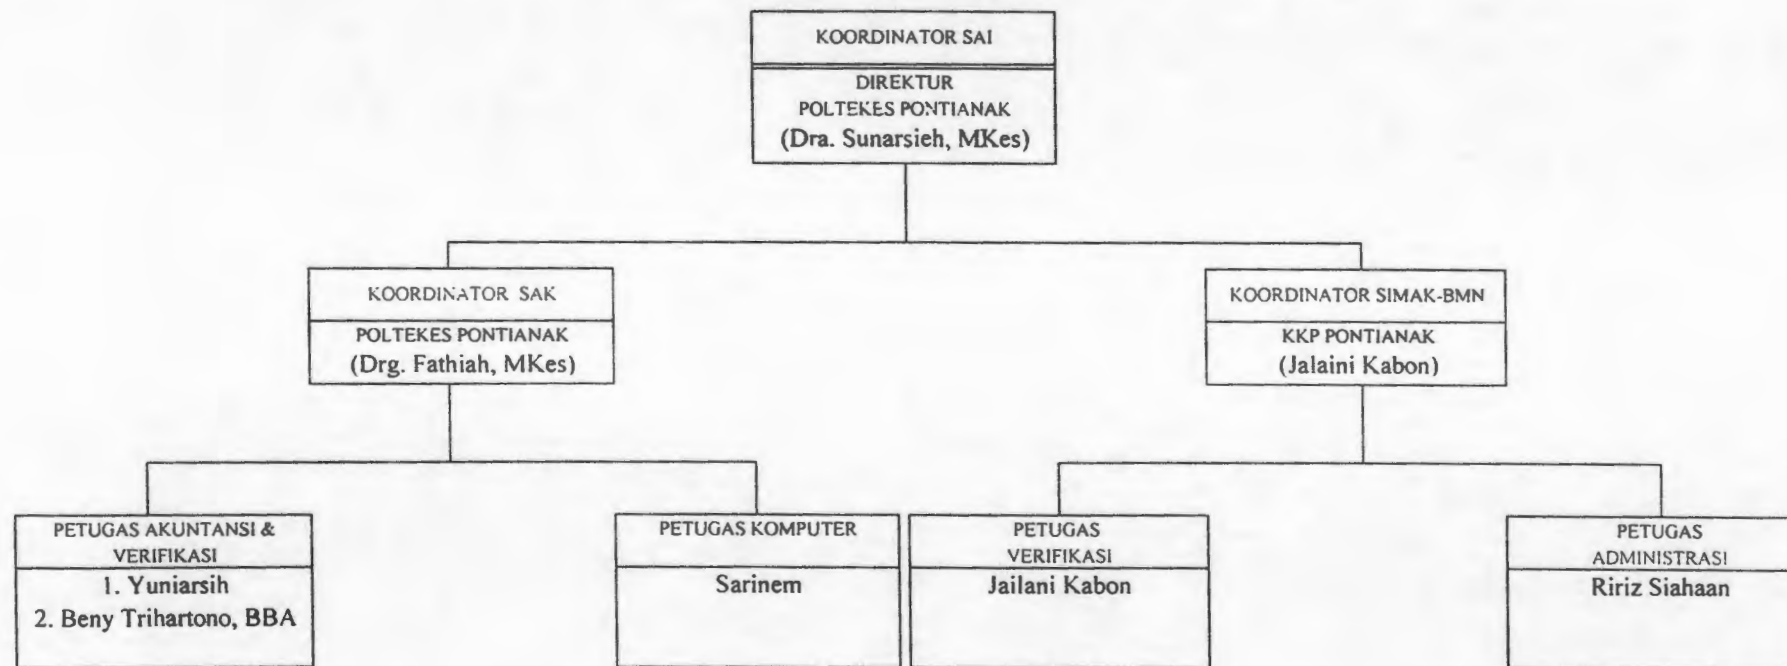 KOORDINATOR SAI
DIREKTUR
POLTEKES PONTIANAK
(Dra. Sunarsieh, MKes)
KOORDINATOR SAK
POLTEKES PONTIANAK
(Drg. Fathiah, MKes)
KOORDINATOR SIMAK-BMN
KKP PONTIANAK
(Jalaini Kabon)
PETUGAS AKUNTANSI &
VERIFIKASI
1. Yuniarsih
2. Beny Trihartono, BBA
PETUGAS KOMPUTER
Sarinem
PETUGAS
VERIFIKASI
Jailani Kabon
PETUGAS
ADMINISTRASI
Ririz Siahaan